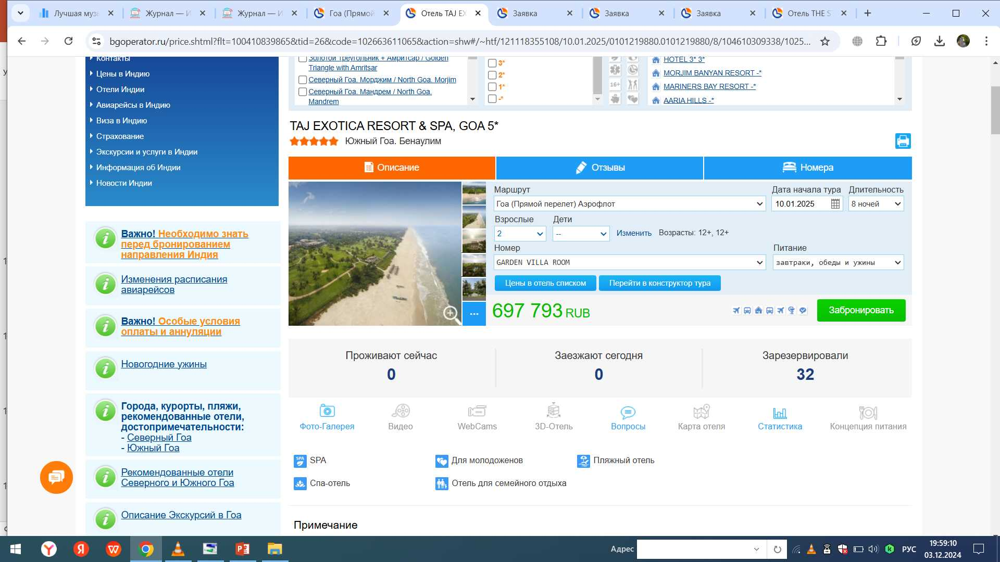 Лучшая музы
Журнал — И
Журнал — И
Гоа (Прямой
Отель TAJ EX
Заявка
Заявка
Заявка
Отель THE S
bgoperator.ru/price.shtml?flt=100410839865&tid=26&code=102663611065&action=shw#/~htf/121118355108/10.01.2025/0101219880.0101219880/8/104610309338/1025...
Контакты
Цены в Индию
Отели Индии
Авиарейсы в Индию
Виза в Индию
Страхование
Экскурсии и услуги в Индии
Информация об Индии
Новости Индии
Золотой Треугольник + Амритсар / Golden
Triangle with Amritsar
Северный Гоа. Морджим / North Goa. Morjim
Северный Гоа. Мандрем / North Goa.
Mandrem
3*
2*
1*
-*
16+
HOTEL 3* 3*
MORJIM BANYAN RESORT -*
MARINERS BAY RESORT -*
AARIA HILLS -*
TAJ EXOTICA RESORT & SPA, GOA 5*
Южный Гоа. Бенаулим
Описание
Отзывы
Номера
Маршрут
Дата начала тура
Длительность
Гоа (Прямой перелет) Аэрофлот
10.01.2025
8 ночей
Взрослые
Дети
2
--
Изменить
Возрасты: 12+, 12+
Номер
Питание
GARDEN VILLA ROOM
завтраки, обеды и ужины
Цены в отель списком
Перейти в конструктор тура
...
697 793 RUB
Забронировать
Важно! Необходимо знать
перед бронированием
направления Индия
Изменения расписания
авиарейсов
Важно! Особые условия
оплаты и аннуляции
Новогодние ужины
Города, курорты, пляжи,
рекомендованные отели,
достопримечательности:
- Северный Гоа
- Южный Гоа
Рекомендованные отели
Северного и Южного Гоа
Описание Экскурсий в Гоа
Проживают сейчас
0
Заезжают сегодня
0
Зарезервировали
32
Фото-Галерея
Видео
WebCams
3D-Отель
Вопросы
Карта отеля
Статистика
Концепция питания
SPA
SPA
Для молодоженов
Пляжный отель
Спа-отель
Отель для семейного отдыха
Примечание
Адрес
РУС
19:59:10
03.12.2024